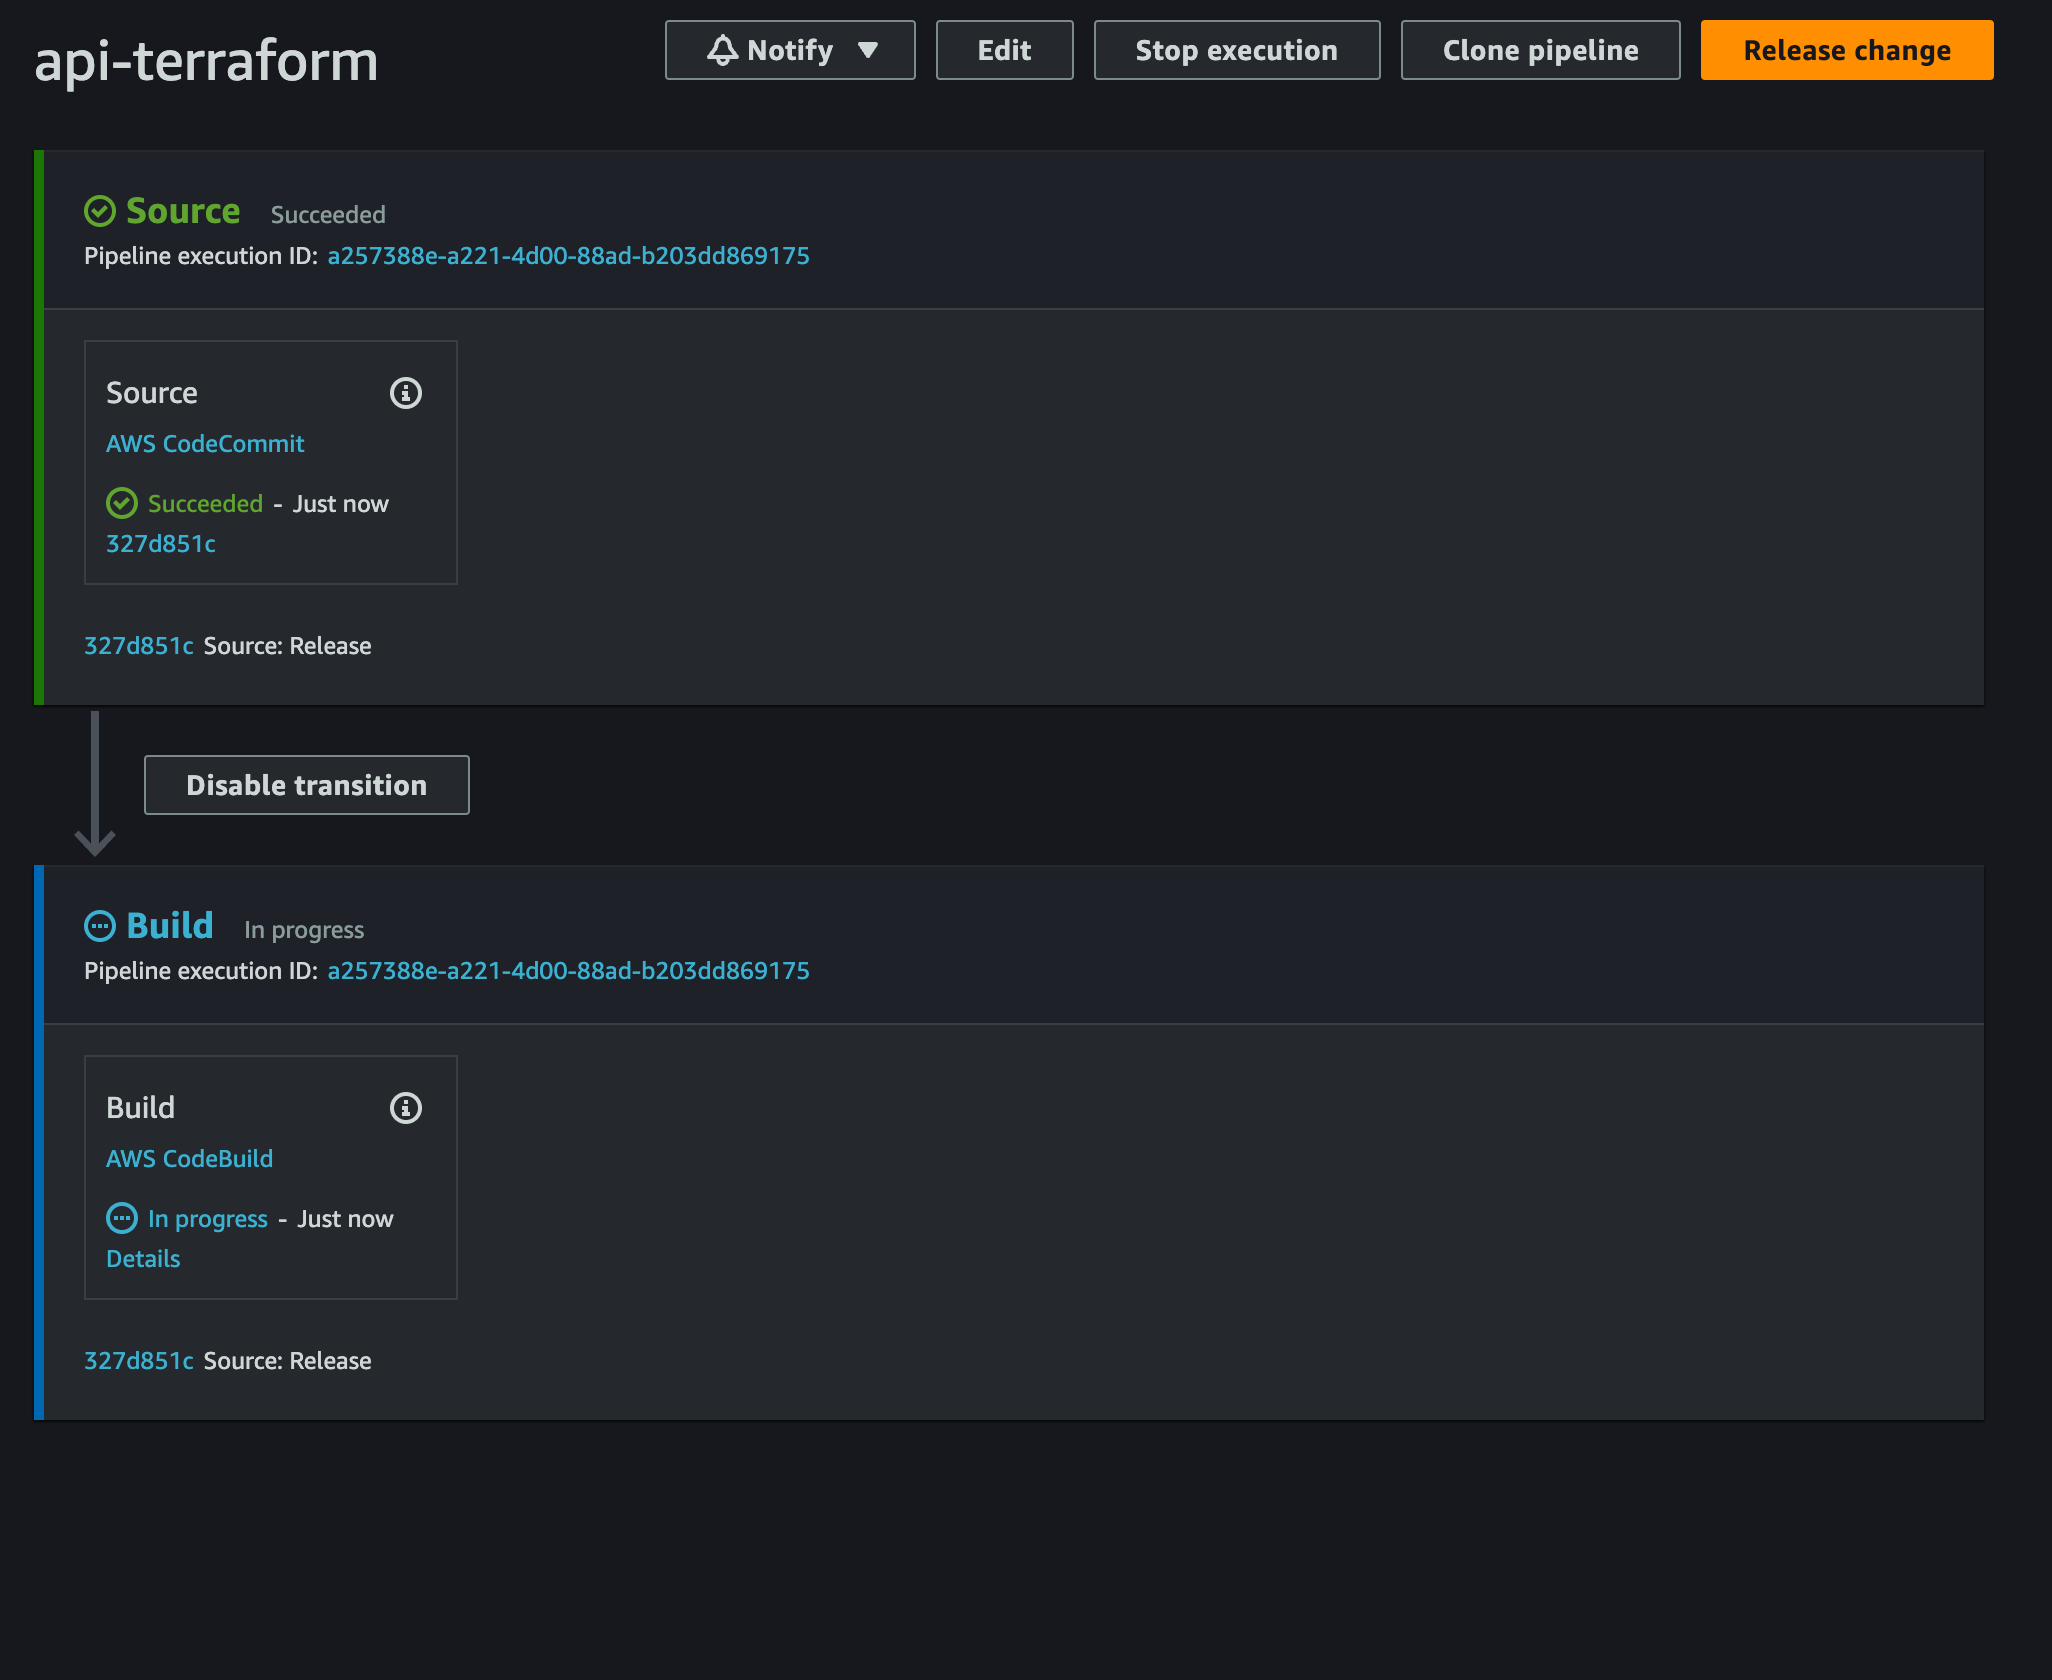 api-terraform
Notify
Edit
Stop execution
Clone pipeline
Release change
Source Succeeded
Pipeline execution ID: a257388e-a221-4d00-88ad-b203dd869175
Source
AWS CodeCommit
Succeeded - Just now
327d851c
327d851c Source: Release
Disable transition
Build In progress
Pipeline execution ID: a257388e-a221-4d00-88ad-b203dd869175
Build
AWS CodeBuild
In progress - Just now
Details
327d851c Source: Release